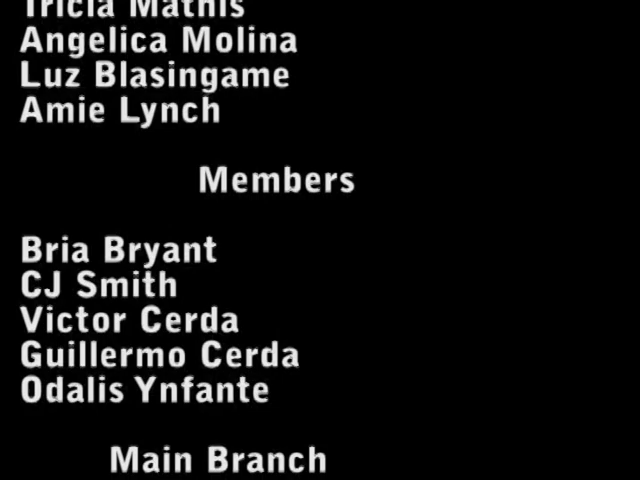 Tricia Mathis
Angelica Molina
Luz Blasingame
Amie Lynch
Members
Bria Bryant
CJ Smith
Victor Cerda
Guillermo Cerda
Odalis Ynfante
Main Branch